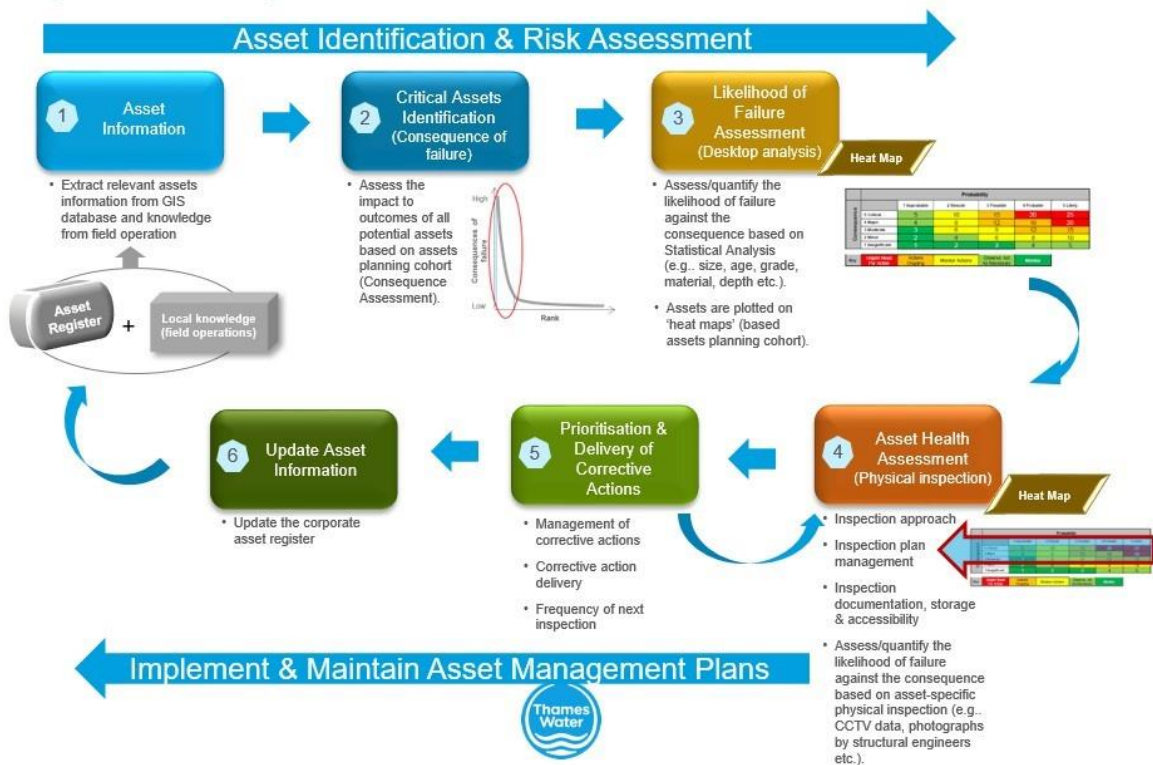 Asset Identification & Risk Assessment
1
Asset
Information
2
Critical Assets
Identification
(Consequence of
failure)
3
Likelihood of
Failure
Assessment
(Desktop analysis)
Heat Map
• Extract relevant assets
information from GIS
database and knowledge
from field operation
• Assess the
impact to
outcomes of all
potential assets
based on assets
planning cohort
(Consequence
Assessment).
High
Consequences of
failure
Low
Rank
• Assess/quantify the
likelihood of failure
against the
consequence based on
Statistical Analysis
(e.g.. size, age, grade,
material, depth etc.).
• Assets are plotted on
‘heat maps’ (based
assets planning cohort).
Probability
Consequence
Asset
Register
+
Local knowledge
(field operations)
6
Update Asset
Information
• Update the corporate
asset register
5
Prioritisation &
Delivery of
Corrective
Actions
• Management of
corrective actions
• Corrective action
delivery
• Frequency of next
inspection
4
Asset Health
Assessment
(Physical inspection)
Heat Map
• Inspection approach
• Inspection plan
management
• Inspection
documentation, storage
& accessibility
• Assess/quantify the
likelihood of failure
against the consequence
based on asset-specific
physical inspection (e.g..
CCTV data, photographs
by structural engineers
etc.).
Implement & Maintain Asset Management Plans
Thames
Water